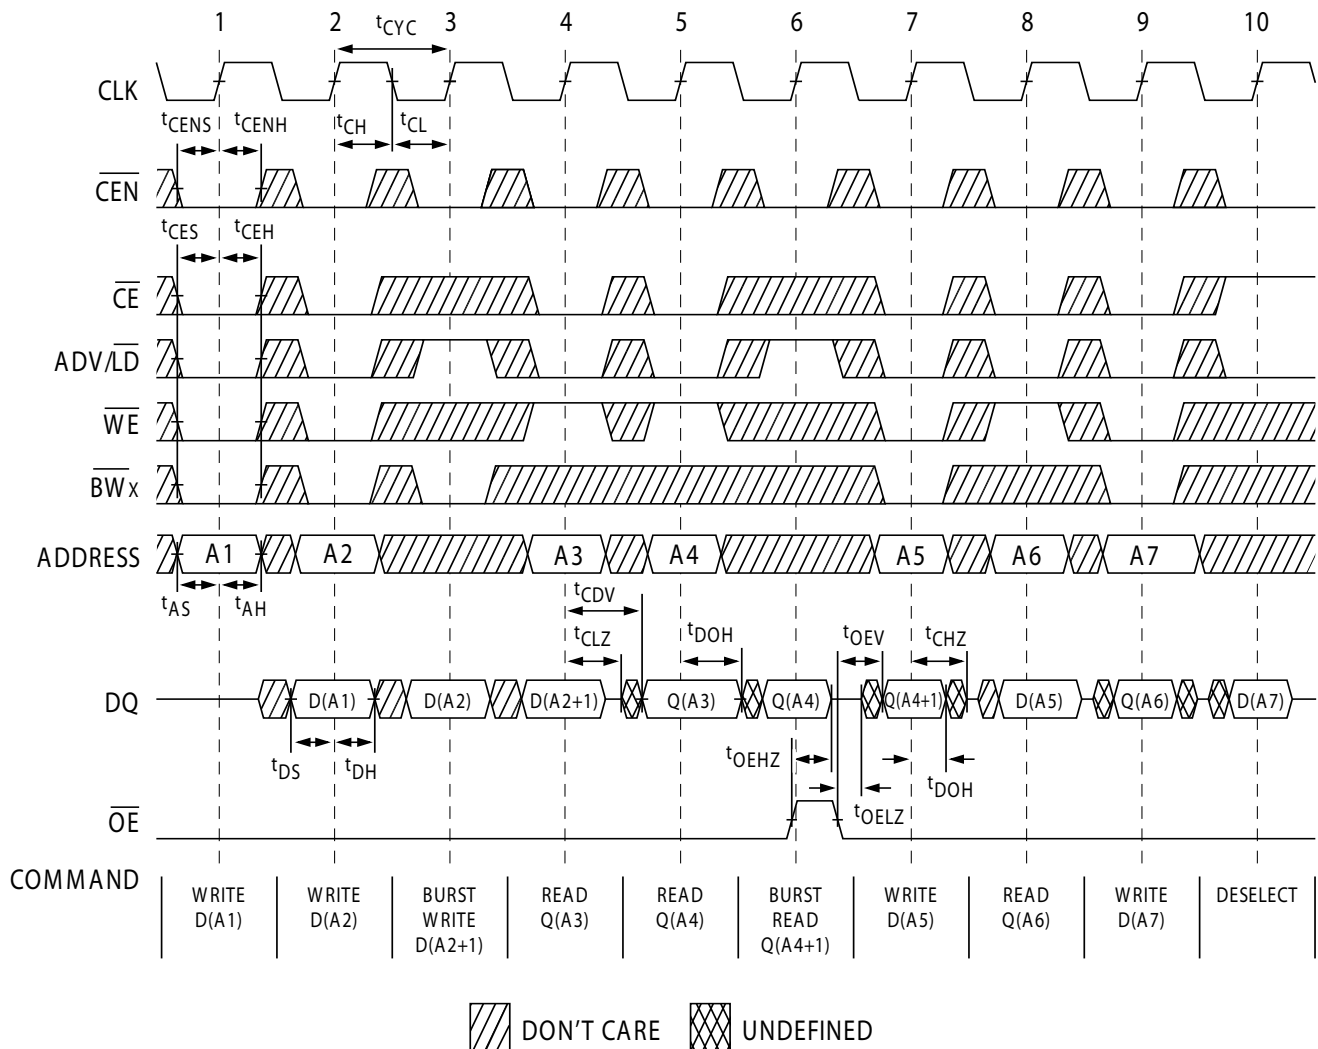 1 2 tCYC 3 4 5 6 7 8 9 10
CLK
tCENS tCENH tCH tCL
CEN
tCES tCEH
CE
ADV/LD
WE
BWx
ADDRESS A1 A2 A3 A4 A5 A6 A7
tAS tAH tCDV
tCLZ tDOH tOEV tCHZ
DQ D(A1) D(A2) D(A2+1) Q(A3) Q(A4) Q(A4+1) D(A5) Q(A6) D(A7)
tDS tDH tOEHZ tDOH
tOELZ
OE
COMMAND
WRITE D(A1)
WRITE D(A2)
BURST WRITE D(A2+1)
READ Q(A3)
READ Q(A4)
BURST READ Q(A4+1)
WRITE D(A5)
READ Q(A6)
WRITE D(A7)
DESELECT
DON'T CARE UNDEFINED